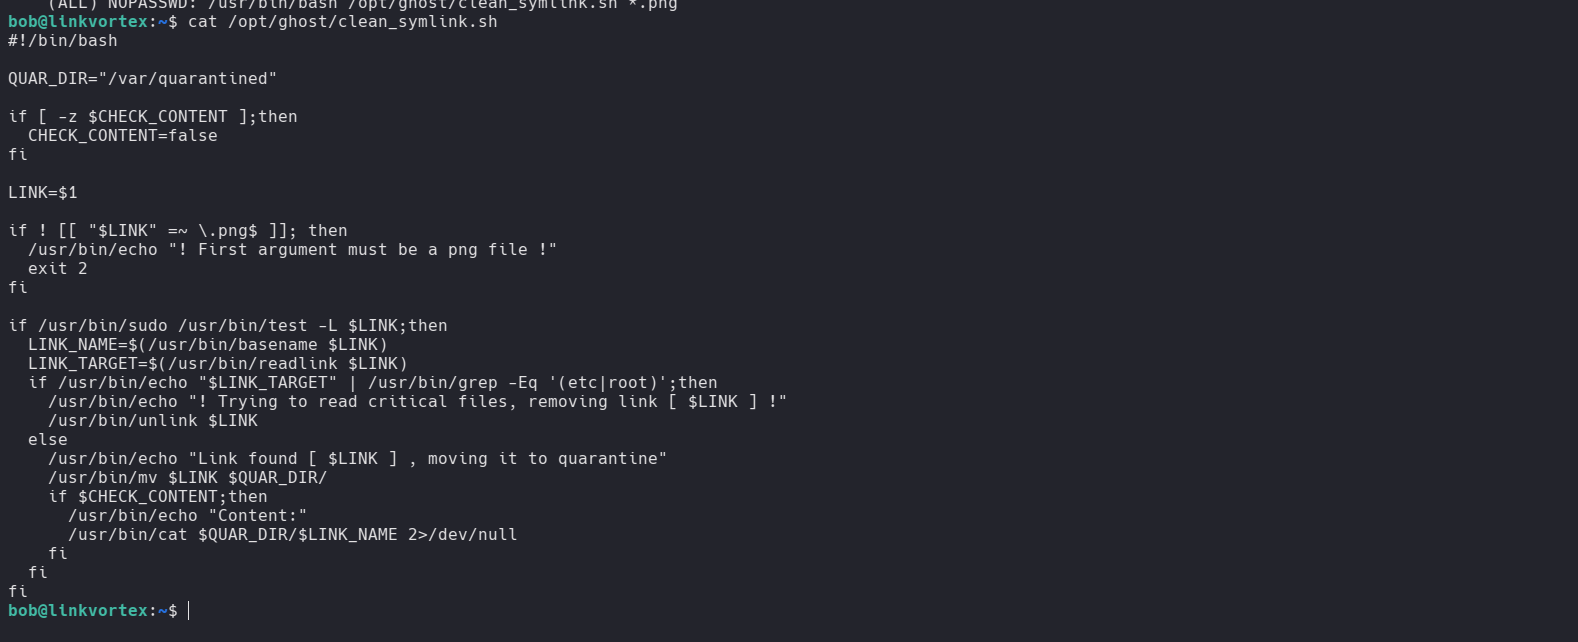 (ALL) NOPASSWD: /usr/bin/bash /opt/ghost/clean_symlink.sh *.png
bob@linkvortex:~$ cat /opt/ghost/clean_symlink.sh
#!/bin/bash

QUAR_DIR="/var/quarantined"

if [ -z $CHECK_CONTENT ];then
  CHECK_CONTENT=false
fi

LINK=$1

if ! [[ "$LINK" =~ \.png$ ]]; then
  /usr/bin/echo "! First argument must be a png file !"
  exit 2
fi

if /usr/bin/sudo /usr/bin/test -L $LINK;then
  LINK_NAME=$(/usr/bin/basename $LINK)
  LINK_TARGET=$(/usr/bin/readlink $LINK)
  if /usr/bin/echo "$LINK_TARGET" | /usr/bin/grep -Eq '(etc|root)';then
    /usr/bin/echo "! Trying to read critical files, removing link [ $LINK ] !"
    /usr/bin/unlink $LINK
  else
    /usr/bin/echo "Link found [ $LINK ] , moving it to quarantine"
    /usr/bin/mv $LINK $QUAR_DIR/
    if $CHECK_CONTENT;then
      /usr/bin/echo "Content:"
      /usr/bin/cat $QUAR_DIR/$LINK_NAME 2>/dev/null
    fi
  fi
fi
bob@linkvortex:~$